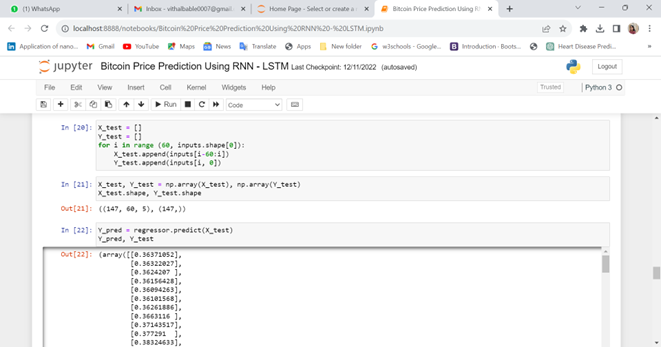 (1) WhatsApp
Inbox - vithalbable0007@gmail.
Home Page - Select or create a
Bitcoin Price Prediction Using RN
localhost:8888/notebooks/Bitcoin%20Price%20Prediction%20Using%20RNN%20-%20LSTM.ipynb
Application of nano...
Gmail
YouTube
Maps
News
Translate
Apps
New folder
w3schools - Google...
Introduction - Boots...
Heart Disease Predi...
»
jupyter Bitcoin Price Prediction Using RNN - LSTM Last Checkpoint: 12/11/2022 (autosaved)
Logout
File Edit View Insert Cell Kernel Widgets Help
Trusted
Python 3
Run
Code
In [20]: X_test = []
Y_test = []
for i in range (60, inputs.shape[0]):
X_test.append(inputs[i-60:i])
Y_test.append(inputs[i, 0])
In [21]: X_test, Y_test = np.array(X_test), np.array(Y_test)
X_test.shape, Y_test.shape
Out[21]: ((147, 60, 5), (147,))
In [22]: Y_pred = regressor.predict(X_test)
Y_pred, Y_test
Out[22]: (array([[0.36371052],
[0.36322027],
[0.3624207 ],
[0.36156428],
[0.36094263],
[0.36101568],
[0.36261886],
[0.3663116 ],
[0.37143517],
[0.377291  ],
[0.38324633],